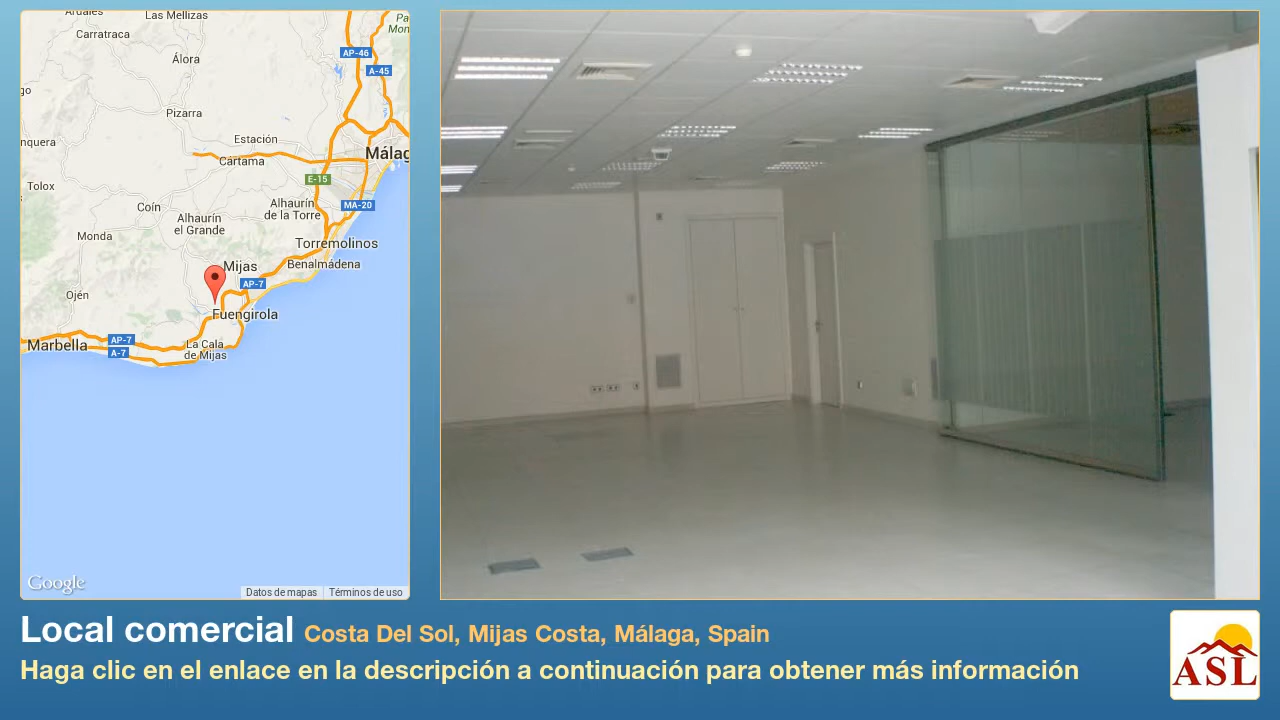 Ardales
Las Mellizas
Carratraca
Álora
AP-46
A-45
Pizarra
Estación
Cártama
E-15
Tolox
Coín
Alhaurín
el Grande
Alhaurín
de la Torre
MA-20
Monda
Torremolinos
Mijas
Benalmádena
AP-7
Ojén
Fuengirola
Marbella
AP-7
A-7
La Cala
de Mijas
Google
Datos de mapas
Términos de uso
Local comercial Costa Del Sol, Mijas Costa, Málaga, Spain
Haga clic en el enlace en la descripción a continuación para obtener más información
ASL